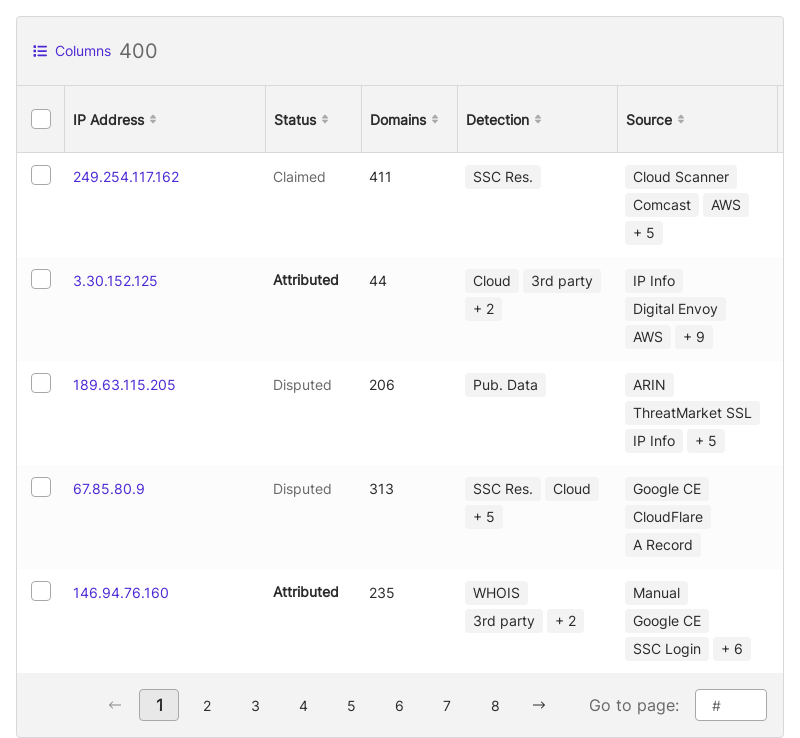 Columns 400
IP Address Status Domains Detection Source
249.254.117.162 Claimed 411 SSC Res. Cloud Scanner
Comcast AWS
+ 5
3.30.152.125 Attributed 44 Cloud 3rd party IP Info
+ 2 Digital Envoy
AWS + 9
189.63.115.205 Disputed 206 Pub. Data ARIN
ThreatMarket SSL
IP Info + 5
67.85.80.9 Disputed 313 SSC Res. Cloud Google CE
+ 5 CloudFlare
A Record
146.94.76.160 Attributed 235 WHOIS Manual
3rd party + 2 Google CE
SSC Login + 6
← 1 2 3 4 5 6 7 8 → Go to page: #